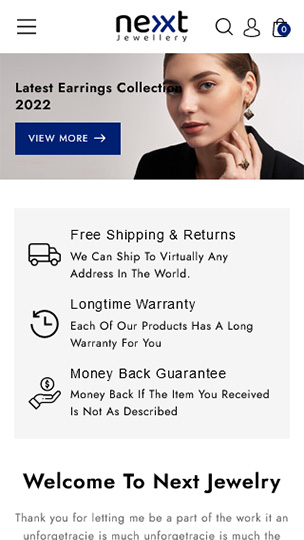 nexxt
Jewellery
0
Latest Earrings Collection
2022
VIEW MORE
Free Shipping & Returns
We Can Ship To Virtually Any
Address In The World.
Longtime Warranty
Each Of Our Products Has A Long
Warranty For You
Money Back Guarantee
Money Back If The Item You Received
Is Not As Described
Welcome To Next Jewelry
Thank you for letting me be a part of the work it an
unforgetracie is much unforgetracie is much the